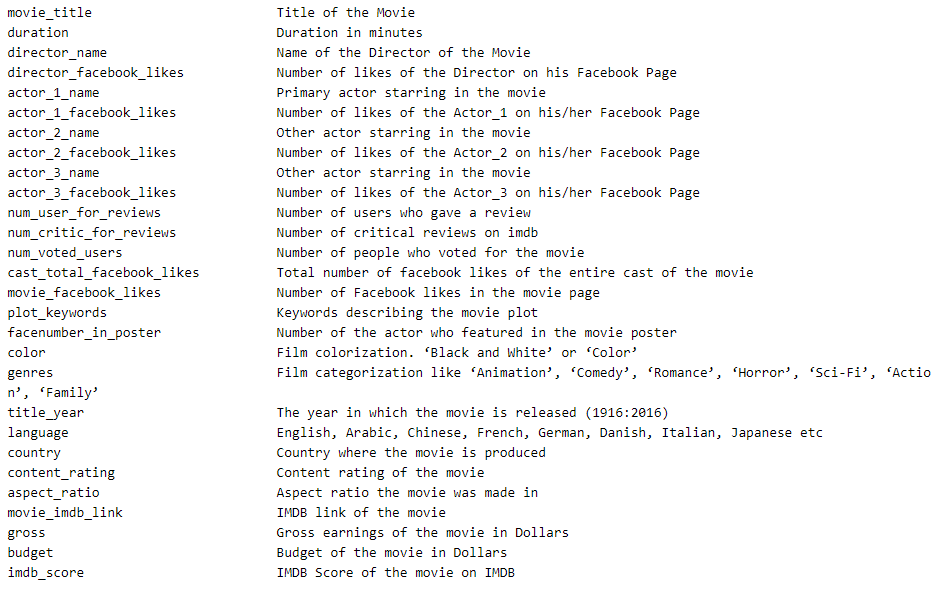 movie_title Title of the Movie
duration Duration in minutes
director_name Name of the Director of the Movie
director_facebook_likes Number of likes of the Director on his Facebook Page
actor_1_name Primary actor starring in the movie
actor_1_facebook_likes Number of likes of the Actor_1 on his/her Facebook Page
actor_2_name Other actor starring in the movie
actor_2_facebook_likes Number of likes of the Actor_2 on his/her Facebook Page
actor_3_name Other actor starring in the movie
actor_3_facebook_likes Number of likes of the Actor_3 on his/her Facebook Page
num_user_for_reviews Number of users who gave a review
num_critic_for_reviews Number of critical reviews on imdb
num_voted_users Number of people who voted for the movie
cast_total_facebook_likes Total number of facebook likes of the entire cast of the movie
movie_facebook_likes Number of Facebook likes in the movie page
plot_keywords Keywords describing the movie plot
facenumber_in_poster Number of the actor who featured in the movie poster
color Film colorization. ‘Black and White’ or ‘Color’
genres Film categorization like ‘Animation’, ‘Comedy’, ‘Romance’, ‘Horror’, ‘Sci-Fi’, ‘Actio
n’, ‘Family’
title_year The year in which the movie is released (1916:2016)
language English, Arabic, Chinese, French, German, Danish, Italian, Japanese etc
country Country where the movie is produced
content_rating Content rating of the movie
aspect_ratio Aspect ratio the movie was made in
movie_imdb_link IMDB link of the movie
gross Gross earnings of the movie in Dollars
budget Budget of the movie in Dollars
imdb_score IMDB Score of the movie on IMDB